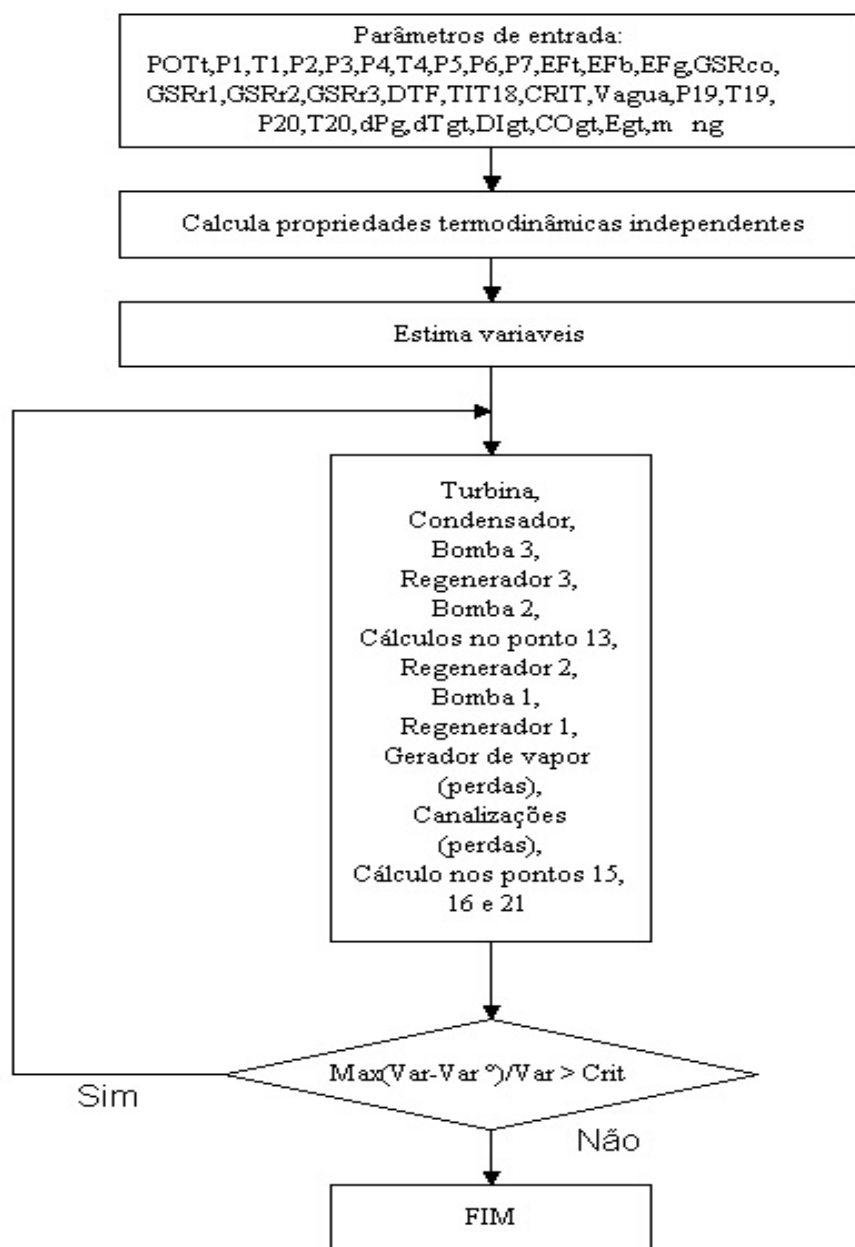 Parâmetros de entrada:
POTt,P1,T1,P2,P3,P4,T4,P5,P6,P7,EFt,EFb,EFg,GSRco,
GSRr1,GSRr2,GSRr3,DTF,TIT18,CRIT,Vagua,P19,T19,
P20,T20,dPg,dTgt,DIgt,COgt,Egt,m ng
Calcula propriedades termodinâmicas independentes
Estima variaveis
Turbina,
Condensador,
Bomba 3,
Regenerador 3,
Bomba 2,
Cálculos no ponto 13,
Regenerador 2,
Bomba 1,
Regenerador 1,
Gerador de vapor
(perdas),
Canalizações
(perdas),
Cálculo nos pontos 15,
16 e 21
Max(Var-Var º)/Var > Crit
Sim
Não
FIM